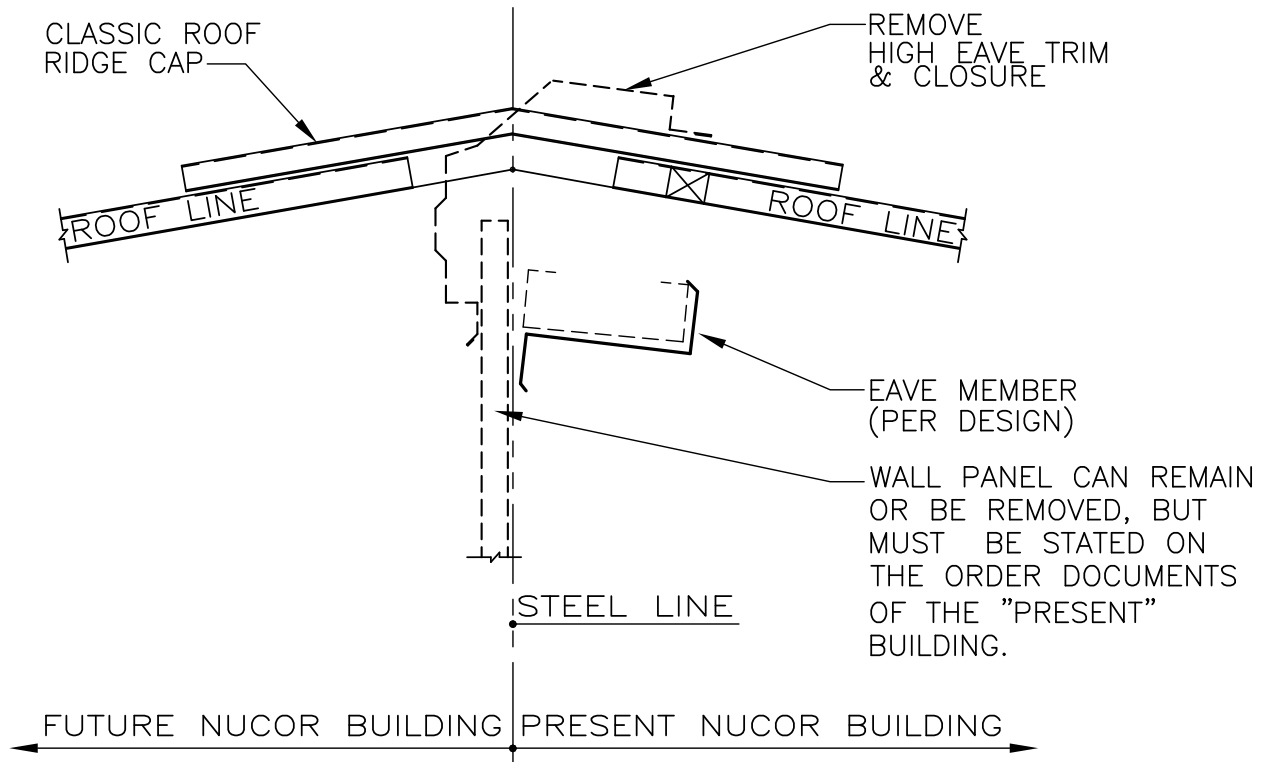 CLASSIC ROOF
RIDGE CAP
REMOVE
HIGH EAVE TRIM
& CLOSURE
ROOF LINE
ROOF LINE
EAVE MEMBER
(PER DESIGN)
WALL PANEL CAN REMAIN
OR BE REMOVED, BUT
MUST BE STATED ON
THE ORDER DOCUMENTS
OF THE ”PRESENT”
BUILDING.
STEEL LINE
FUTURE NUCOR BUILDING
PRESENT NUCOR BUILDING